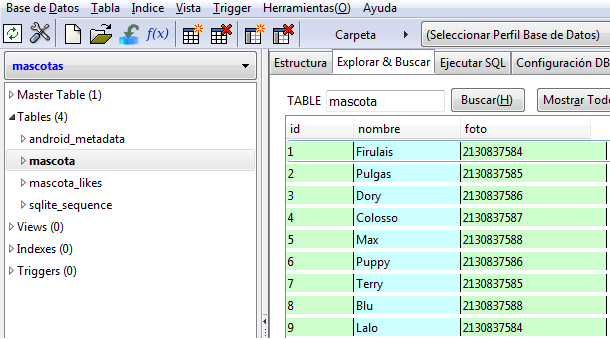 Base de Datos Tabla Indice Vista Trigger Herramientas(O) Ayuda
f(x) Carpeta (Seleccionar Perfil Base de Datos)
mascotas
Master Table (1)
Tables (4)
android_metadata
mascota
mascota_likes
sqlite_sequence
Views (0)
Indexes (0)
Triggers (0)
Estructura Explorar & Buscar Ejecutar SQL Configuración DB
TABLE mascota Buscar(H) Mostrar Tod
id nombre foto
1 Firulais 2130837584
2 Pulgas 2130837585
3 Dory 2130837586
4 Colosso 2130837587
5 Max 2130837588
6 Puppy 2130837586
7 Terry 2130837585
8 Blu 2130837588
9 Lalo 2130837584